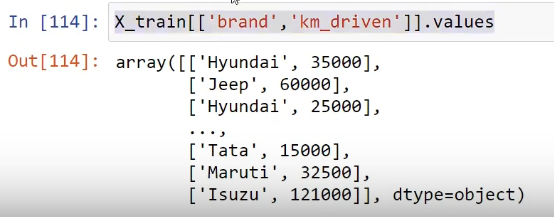 In [114]: X_train[['brand','km_driven']].values
Out[114]: array([['Hyundai', 35000],
['Jeep', 60000],
['Hyundai', 25000],
...,
['Tata', 15000],
['Maruti', 32500],
['Isuzu', 121000]], dtype=object)